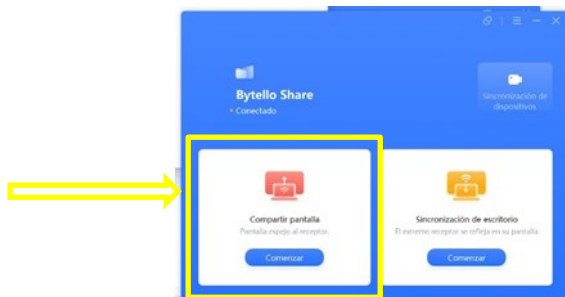 Bytello Share
Conectado
Sincronización de
dispositivos
Compartir pantalla
Pantalla espejo al receptor.
Comenzar
Sincronización de escritorio
El extremo receptor se refleja en su pantalla
Comenzar